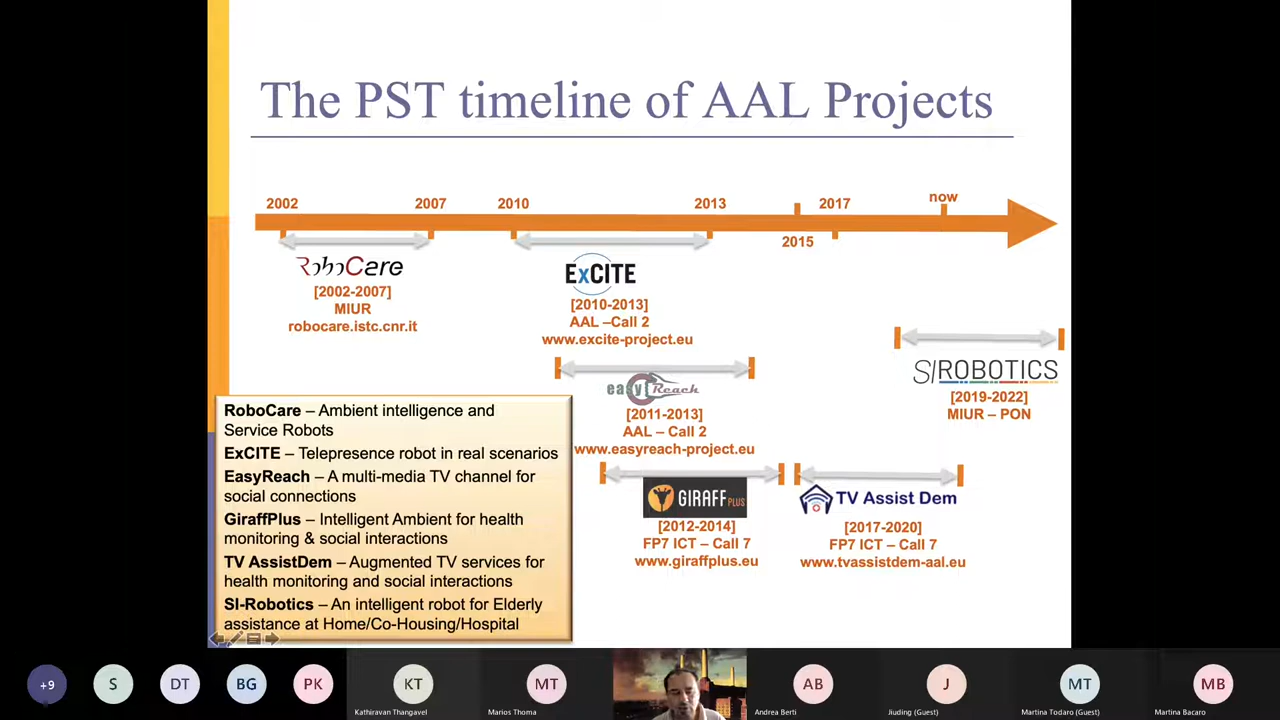 The PST timeline of AAL Projects
2002
2007
2010
2013
2015
2017
now
RoboCare
[2002-2007]
MIUR
robocare.istc.cnr.it
ExCITE
[2010-2013]
AAL –Call 2
www.excite-project.eu
easyReach
[2011-2013]
AAL – Call 2
www.easyreach-project.eu
GIRAFF PLUS
[2012-2014]
FP7 ICT – Call 7
www.giraffplus.eu
TV Assist Dem
[2017-2020]
FP7 ICT – Call 7
www.tvassistdem-aal.eu
SIROBOTICS
[2019-2022]
MIUR – PON
RoboCare – Ambient intelligence and
Service Robots
ExCITE – Telepresence robot in real scenarios
EasyReach – A multi-media TV channel for
social connections
GiraffPlus – Intelligent Ambient for health
monitoring & social interactions
TV AssistDem – Augmented TV services for
health monitoring and social interactions
SI-Robotics – An intelligent robot for Elderly
assistance at Home/Co-Housing/Hospital
+9
S
DT
BG
PK
KT
Kathiravan Thangavel
MT
Marios Thoma
AB
Andrea Berti
J
Jiuding (Guest)
MT
Martina Todaro (Guest)
MB
Martina Bacaro